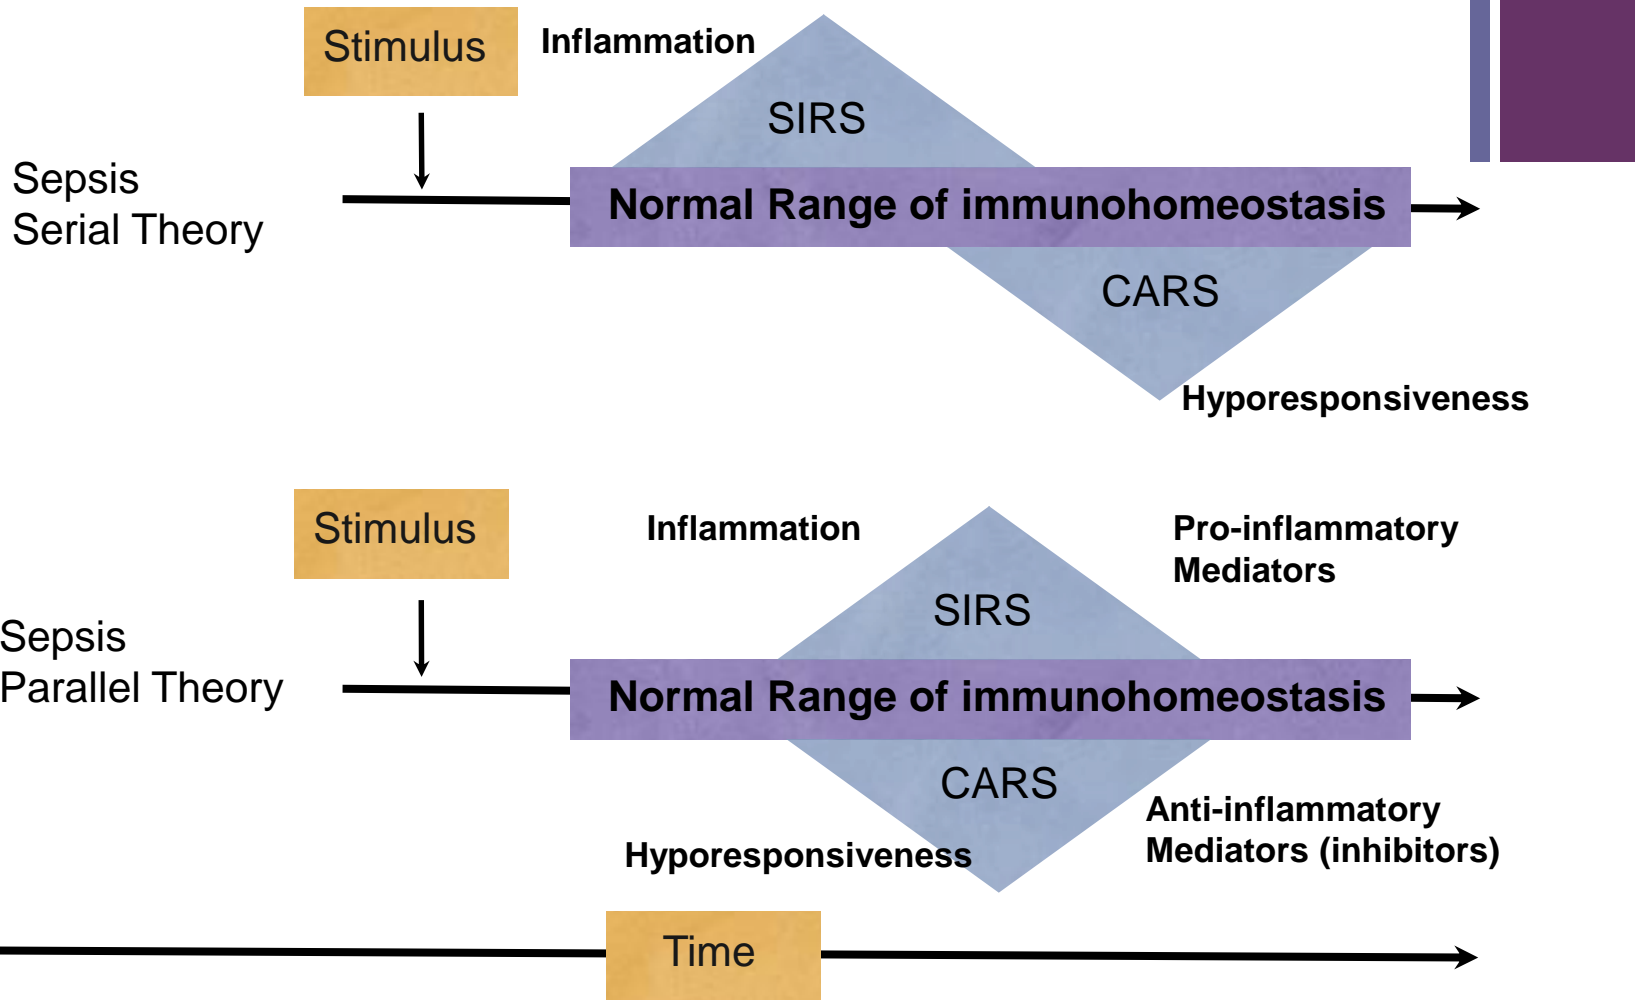 Stimulus
Inflammation
SIRS
Sepsis
Serial Theory
Normal Range of immunohomeostasis
CARS
Hyporesponsiveness
Stimulus
Inflammation
Pro-inflammatory
Mediators
SIRS
Sepsis
Parallel Theory
Normal Range of immunohomeostasis
CARS
Anti-inflammatory
Mediators (inhibitors)
Hyporesponsiveness
Time